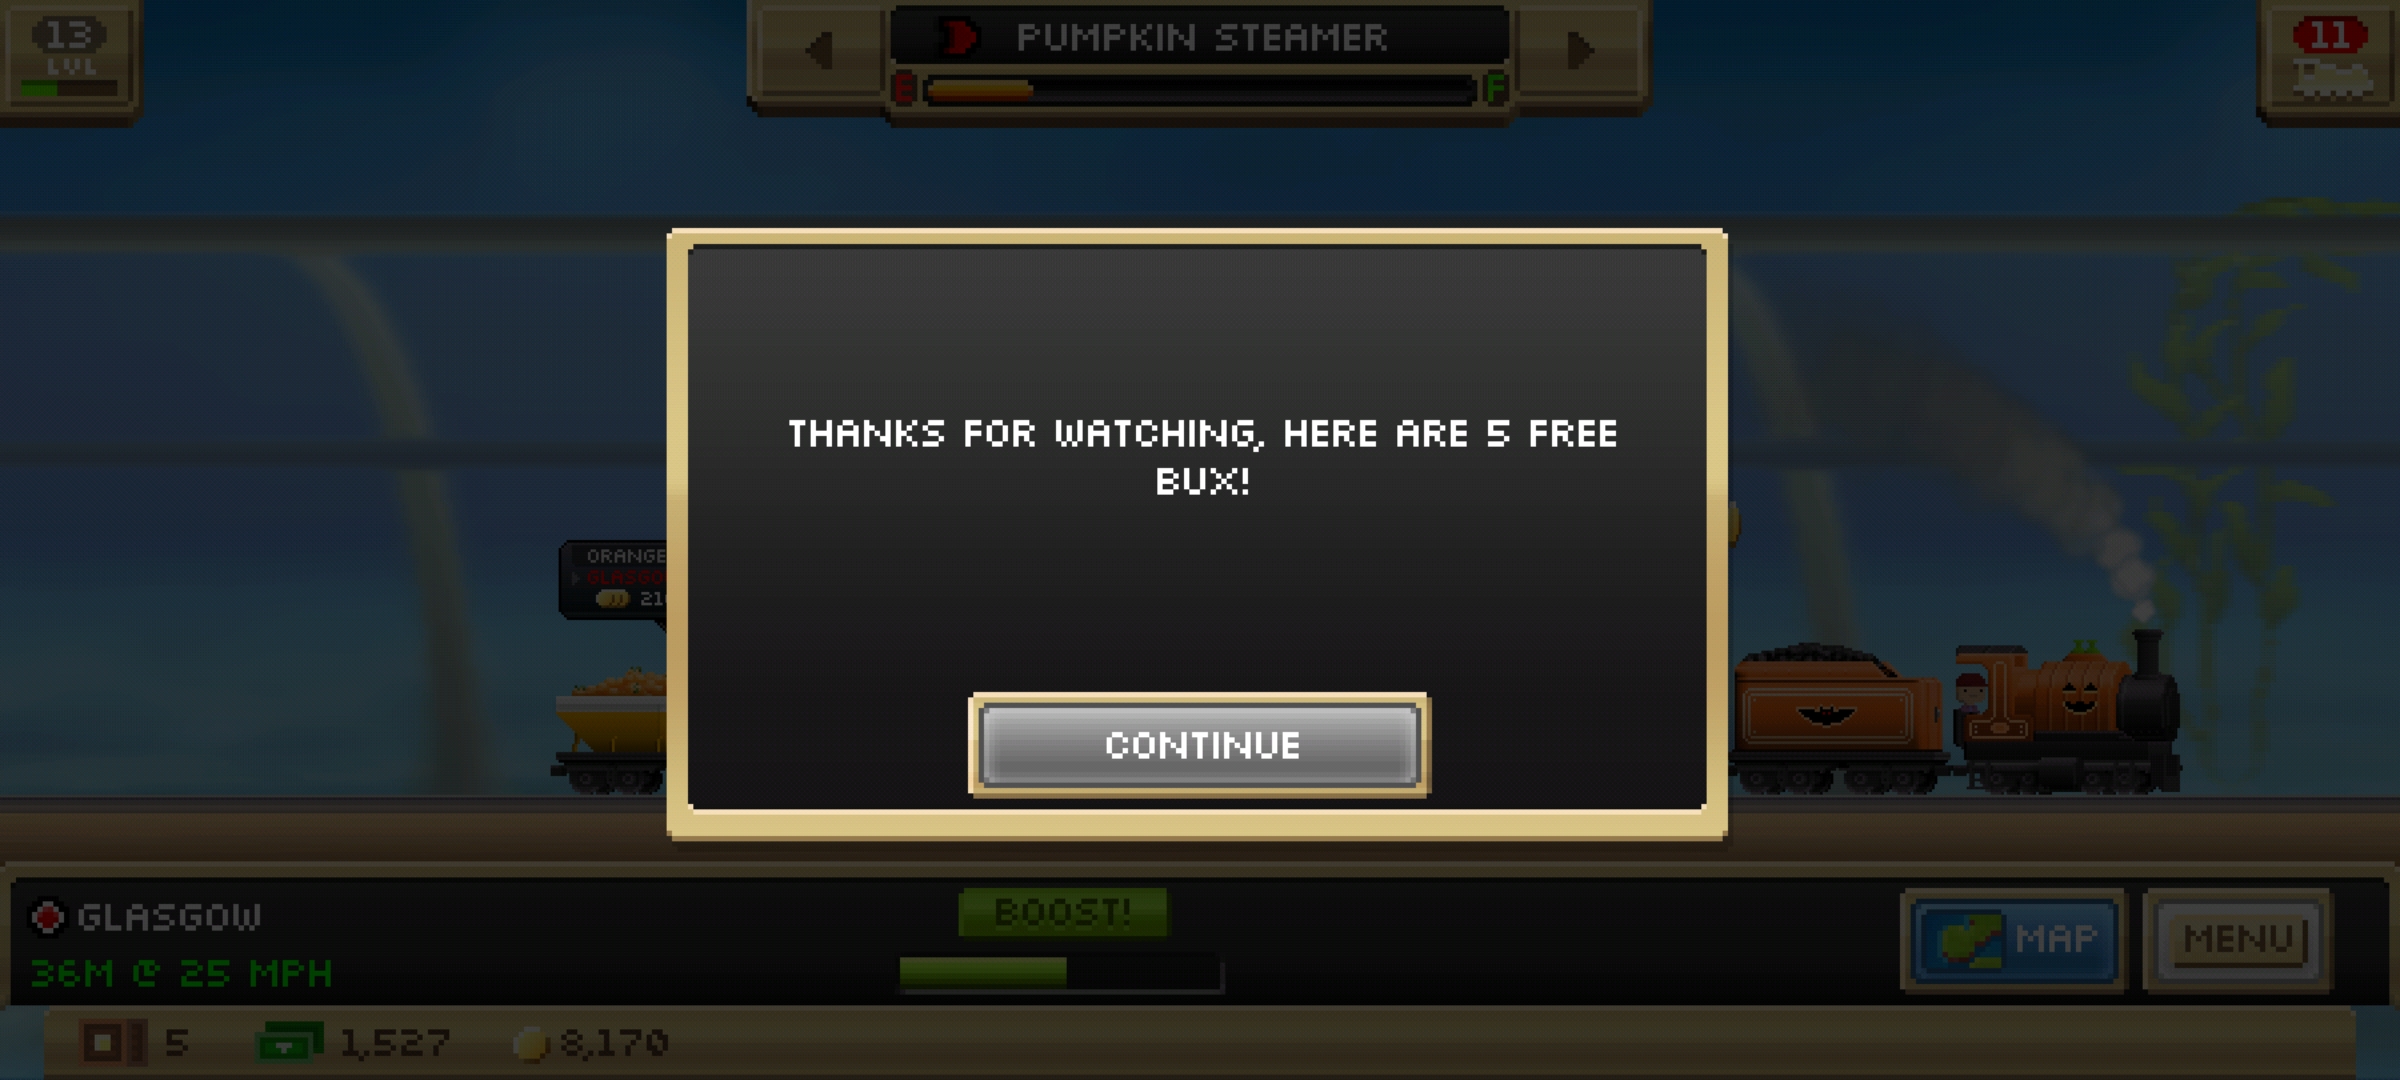 13
LVL
PUMPKIN STEAMER
E F
11
THANKS FOR WATCHING, HERE ARE 5 FREE
BUX!
ORANGE
GLASGO
21
CONTINUE
GLASGOW
36M @ 25 MPH
BOOST!
MAP
MENU
5 1,527 8,170